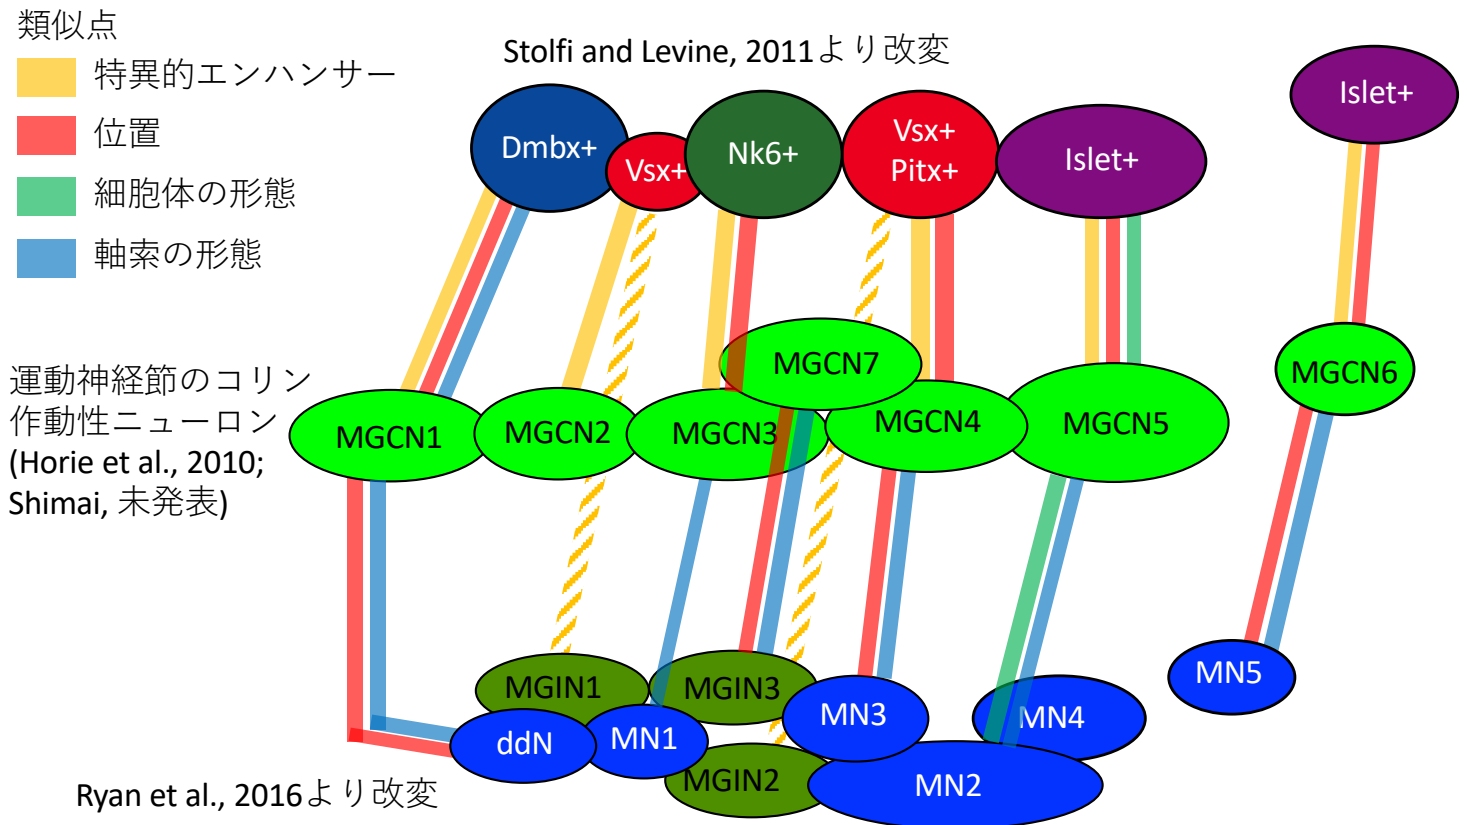 類似点
特異的エンハンサー
位置
細胞体の形態
軸索の形態
Stolfi and Levine, 2011より改変
Dmbx+
Vsx+
Nk6+
Vsx+
Pitx+
Islet+
Islet+
運動神経節のコリン
作動性ニューロン
(Horie et al., 2010;
Shimai, 未発表)
MGCN1
MGCN2
MGCN3
MGCN7
MGCN4
MGCN5
MGCN6
MGIN1
MGIN3
ddN
MN1
MGIN2
MN3
MN2
MN4
MN5
Ryan et al., 2016より改変